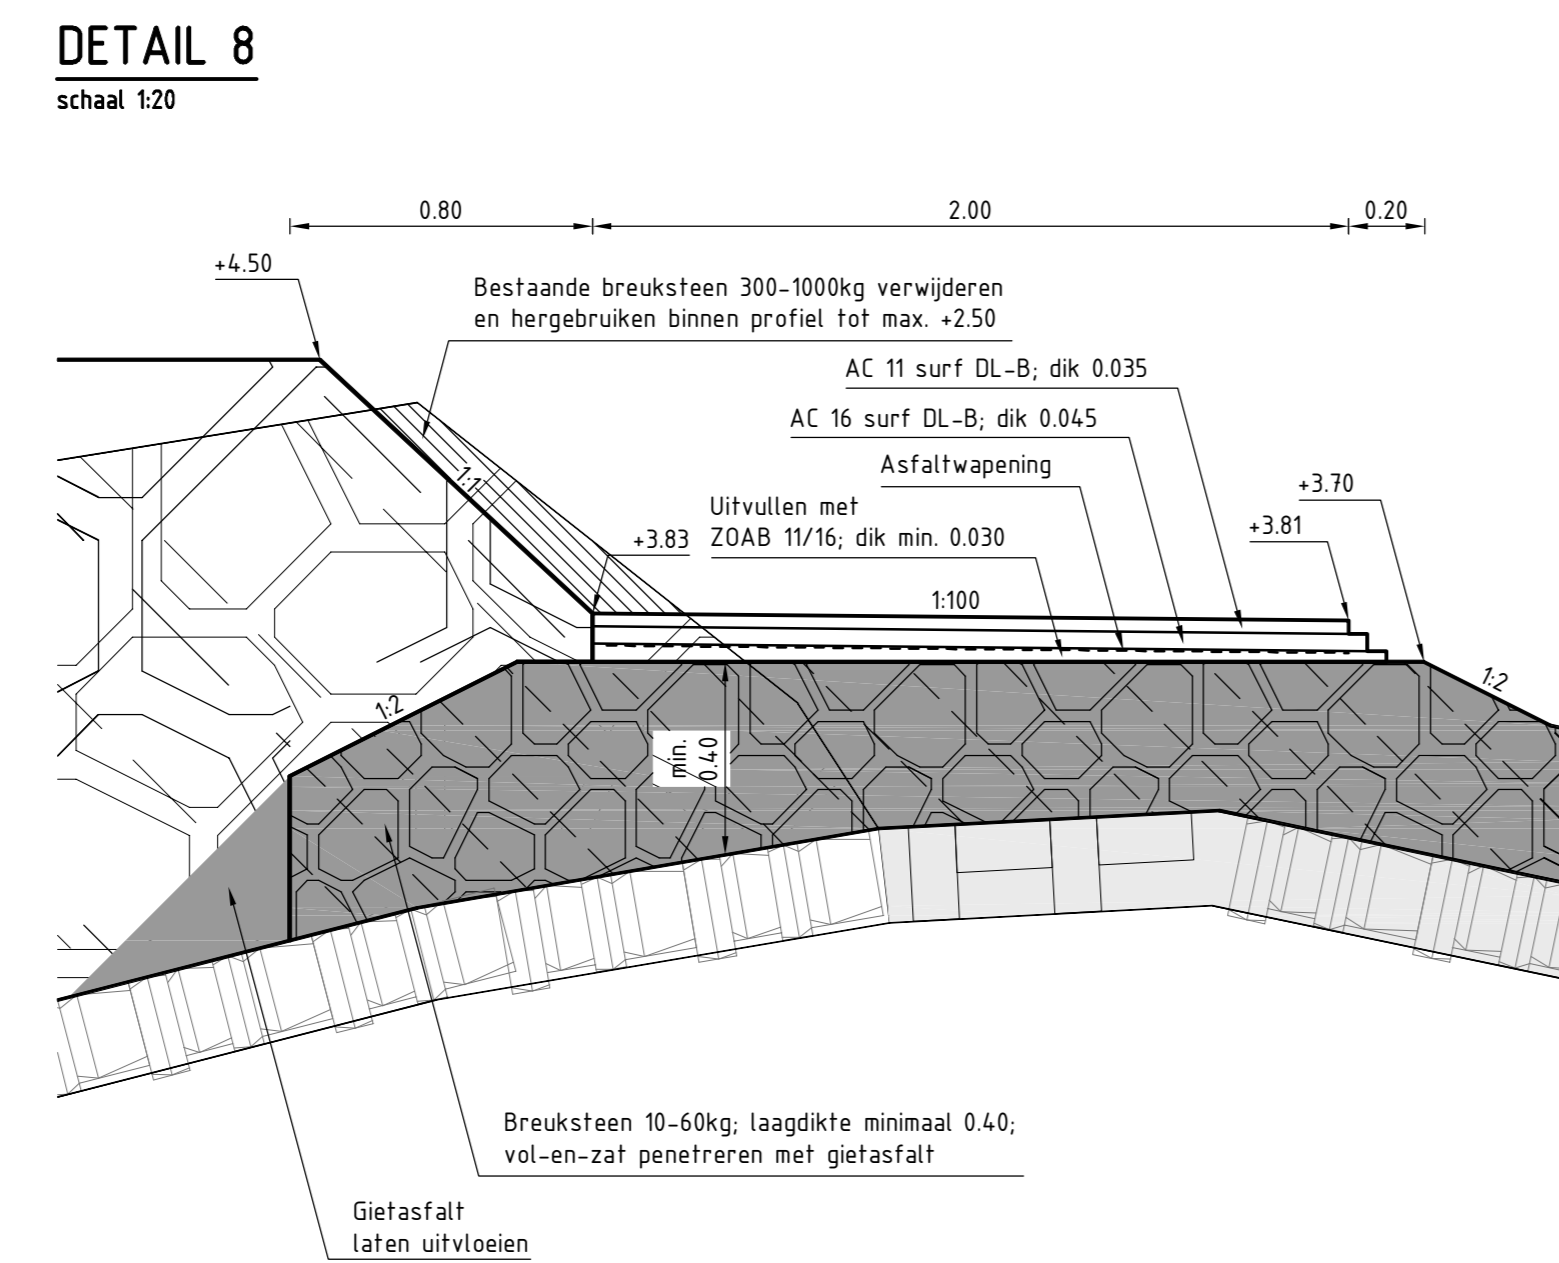 DETAIL 8
schaal 1:20
0.80
2.00
0.20
+4.50
Bestaande breuksteen 300-1000kg verwijderen
en hergebruiken binnen profiel tot max. +2.50
AC 11 surf DL-B; dik 0.035
AC 16 surf DL-B; dik 0.045
Asfaltwapening
+3.70
Uitvullen met
+3.81
+3.83
ZOAB 11/16; dik min. 0.030
1:1
1:100
1:2
1:2
min.
0.40
Breuksteen 10-60kg; laagdikte minimaal 0.40;
vol-en-zat penetreren met gietasfalt
Gietasfalt
laten uitvloeien